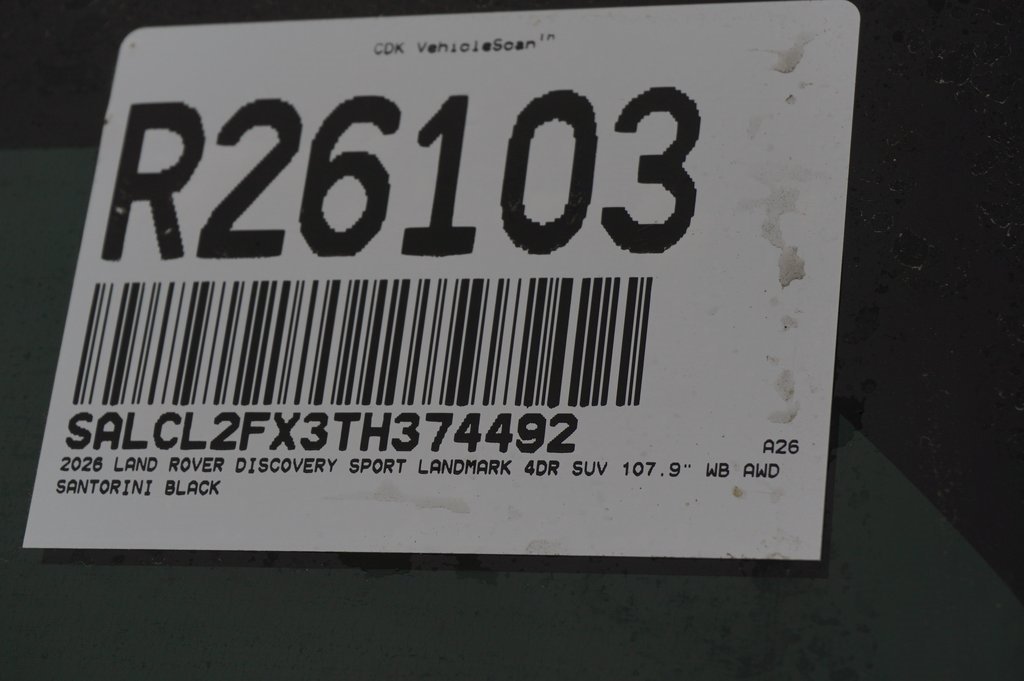 CDK VehicleScan in
R26103
SALCL2FX3TH374492
A26
2026 LAND ROVER DISCOVERY SPORT LANDMARK 4DR SUV 107.9" WB AWD
SANTORINI BLACK